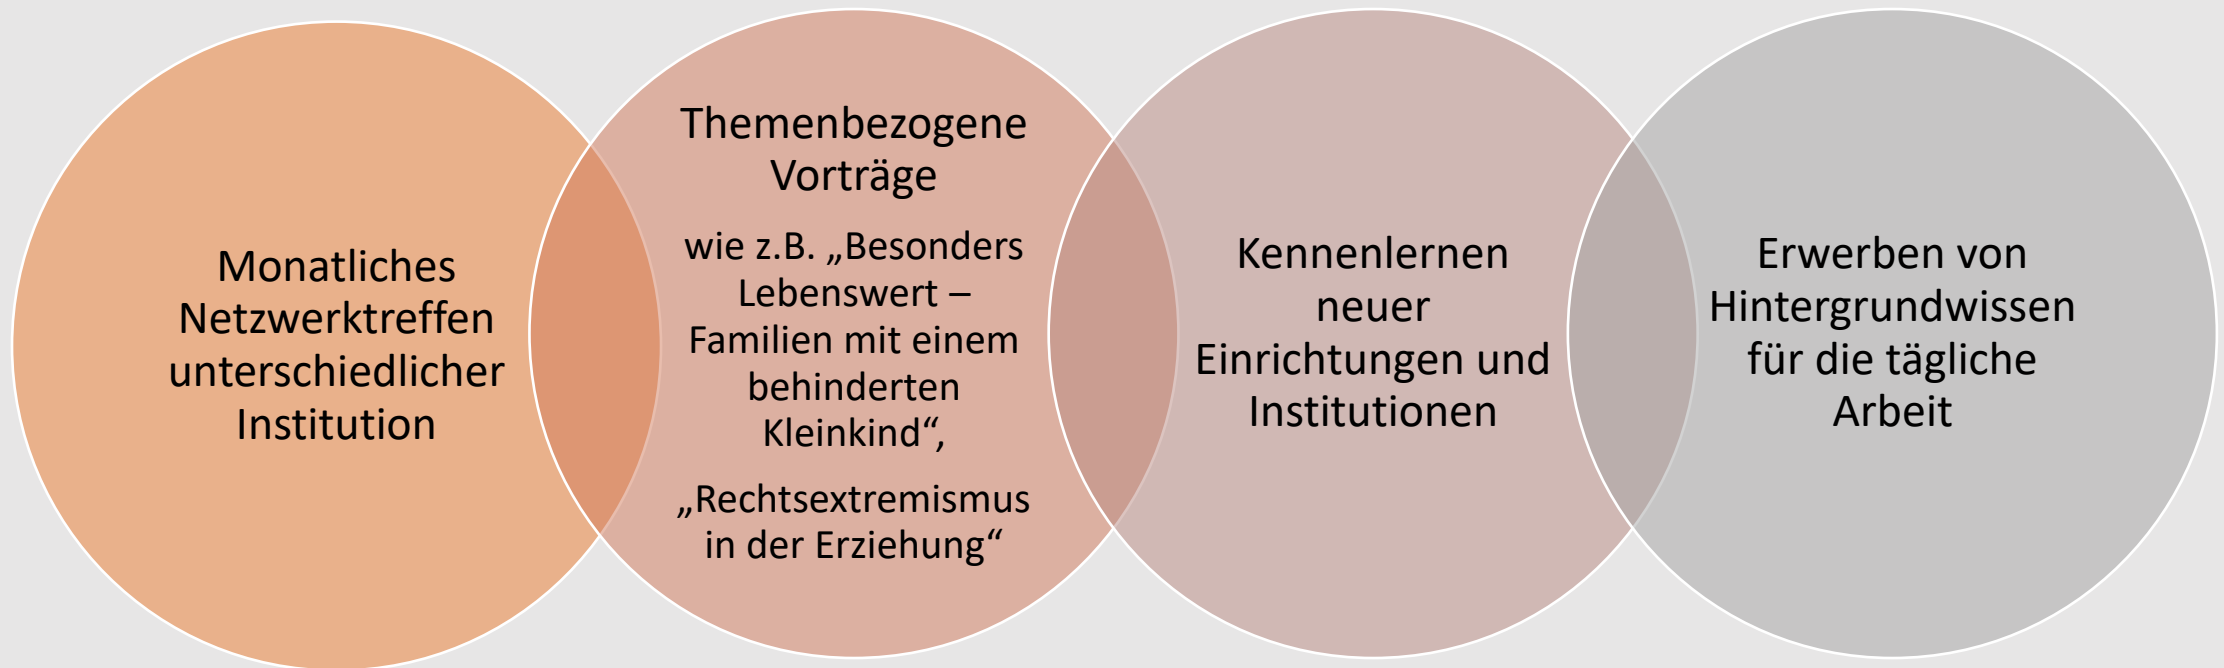 Monatliches
Netzwerktreffen
unterschiedlicher
Institution
Themenbezogene
Vorträge
wie z.B. „Besonders
Lebenswert –
Familien mit einem
behinderten
Kleinkind“,
„Rechtsextremismus
in der Erziehung“
Kennenlernen
neuer
Einrichtungen und
Institutionen
Erwerben von
Hintergrundwissen
für die tägliche
Arbeit